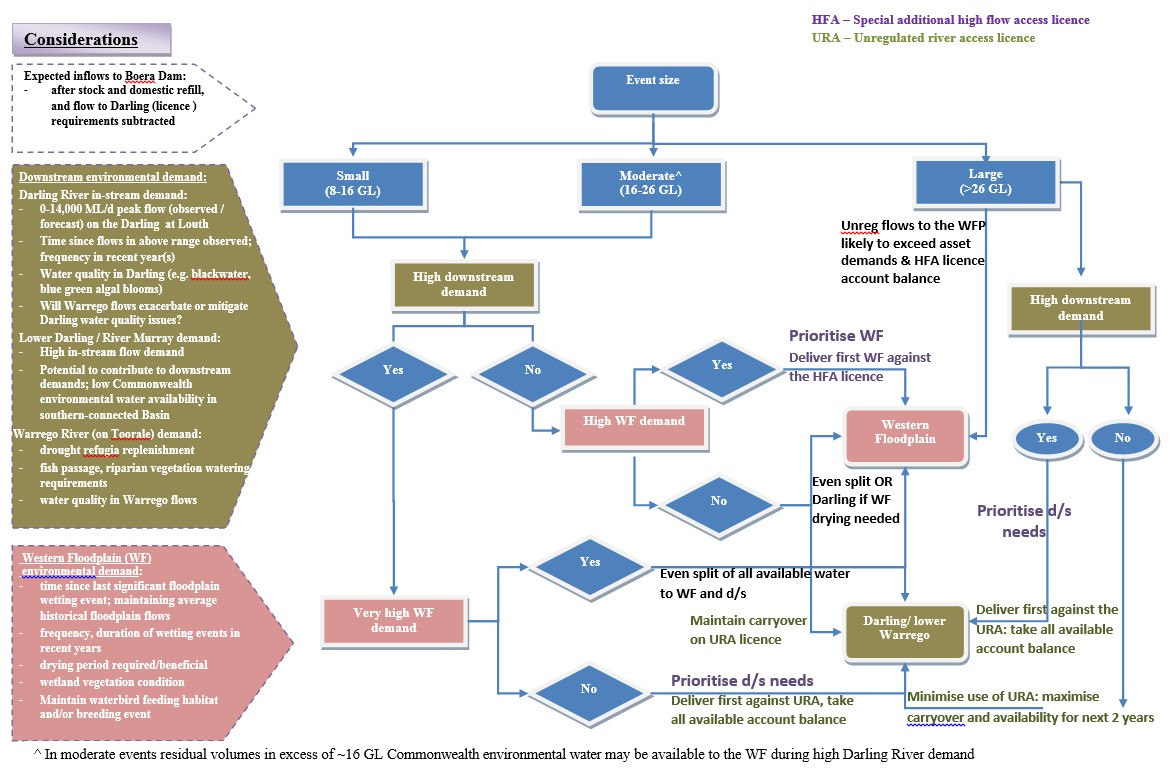 HFA – Special additional high flow access licence
URA – Unregulated river access licence
Considerations
Expected inflows to Boera Dam:
- after stock and domestic refill,
and flow to Darling (licence )
requirements subtracted
Downstream environmental demand:
Darling River in-stream demand:
- 0-14,000 ML/d peak flow (observed /
forecast) on the Darling at Louth
- Time since flows in above range observed;
frequency in recent year(s)
- Water quality in Darling (e.g. blackwater,
blue green algal blooms)
- Will Warrego flows exacerbate or mitigate
Darling water quality issues?
Lower Darling / River Murray demand:
- High in-stream flow demand
- Potential to contribute to downstream
demands; low Commonwealth
environmental water availability in
southern-connected Basin
Warrego River (on Toorale) demand:
- drought refugia replenishment
- fish passage, riparian vegetation watering
requirements
- water quality in Warrego flows
Western Floodplain (WF)
environmental demand:
- time since last significant floodplain
wetting event; maintaining average
historical floodplain flows
- frequency, duration of wetting events in
recent years
- drying period required/beneficial
- wetland vegetation condition
- Maintain waterbird feeding habitat
and/or breeding event
Event size
Small
(8-16 GL)
Moderate^
(16-26 GL)
Large
(>26 GL)
Unreg flows to the WFP
likely to exceed asset
demands & HFA licence
account balance
High downstream
demand
High downstream
demand
Yes
No
Yes
Prioritise WF
Deliver first WF against
the HFA licence
High WF demand
Western
Floodplain
Yes
No
No
Even split OR
Darling if WF
drying needed
Prioritise d/s
needs
Yes
Even split of all available water
to WF and d/s
Very high WF
demand
Maintain carryover
on URA licence
Darling/ lower
Warrego
Deliver first against the
URA: take all available
account balance
No
Prioritise d/s needs
Deliver first against URA, take
all available account balance
Minimise use of URA: maximise
carryover and availability for next 2 years
^ In moderate events residual volumes in excess of ~16 GL Commonwealth environmental water may be available to the WF during high Darling River demand